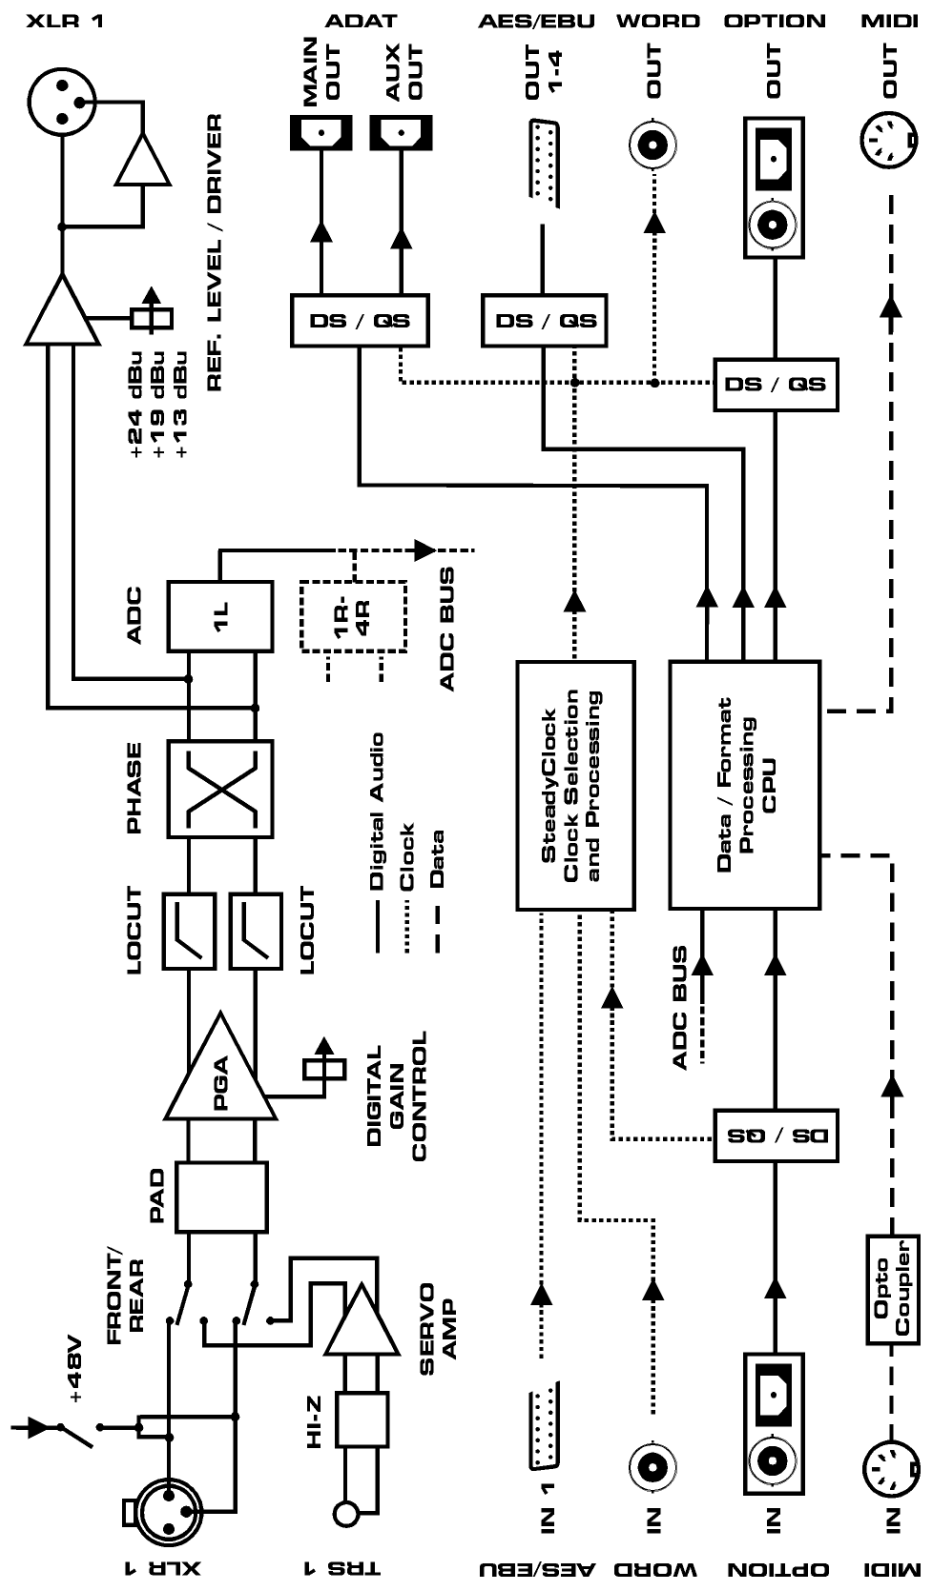 XLR 1
ADAT
AES/EBU
WORD
OPTION
MIDI
MAIN
OUT
AUX
OUT
OUT
1-4
OUT
OUT
OUT
REF. LEVEL / DRIVER
+24 dBu
+19 dBu
+13 dBu
DS / QS
DS / QS
DS / QS
ADC
1L
1R-
4R
ADC BUS
PHASE
Digital Audio
Clock
Data
SteadyClock
Clock Selection
and Processing
Data / Format
Processing
CPU
LOCUT
LOCUT
ADC BUS
PGA
DIGITAL
GAIN
CONTROL
DS / QS
PAD
FRONT/
REAR
SERVO
AMP
Opto
Coupler
+48V
HI-Z
IN 1
IN
IN
IN
XLR 1
TRS 1
AES/EBU
WORD
OPTION
MIDI